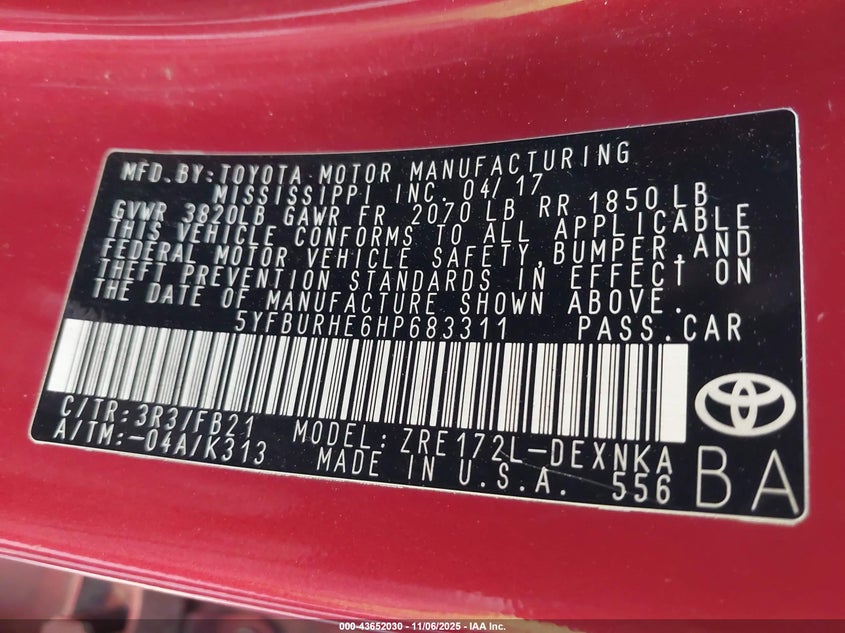 MFD. BY: TOYOTA MOTOR MANUFACTURING
MISSISSIPPI INC. 04/17
GVWR 3820LB GAWR FR 2070 LB RR 1850 LB
THIS VEHICLE CONFORMS TO ALL APPLICABLE
FEDERAL MOTOR VEHICLE SAFETY, BUMPER, AND
THEFT PREVENTION STANDARDS IN EFFECT ON
THE DATE OF MANUFACTURE SHOWN ABOVE.
5YFBURHE6HP683311 PASS. CAR
C/TR: 3R3/FB21 MODEL: ZRE172L-DEXNKA
A/TM: -04A/K313 MADE IN U.S.A. 556
BA
000-43652030 - 11/06/2025 - IAA Inc.